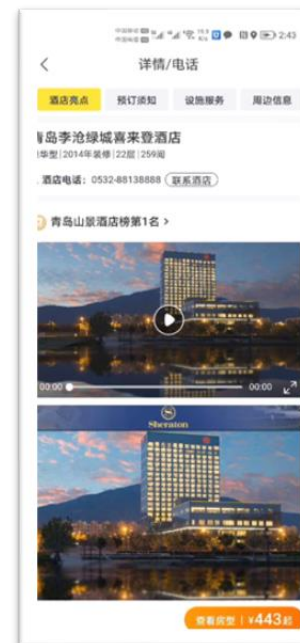 2:43
详情/电话
酒店亮点 预订须知 设施服务 周边信息
岛李沧绿城喜来登酒店
华型|2014年装修|22层|259间
酒店电话：0532-88138888 联系酒店
青岛山景酒店榜第1名 >
00:00 00:00
Sheraton
查看房型 | ¥443起